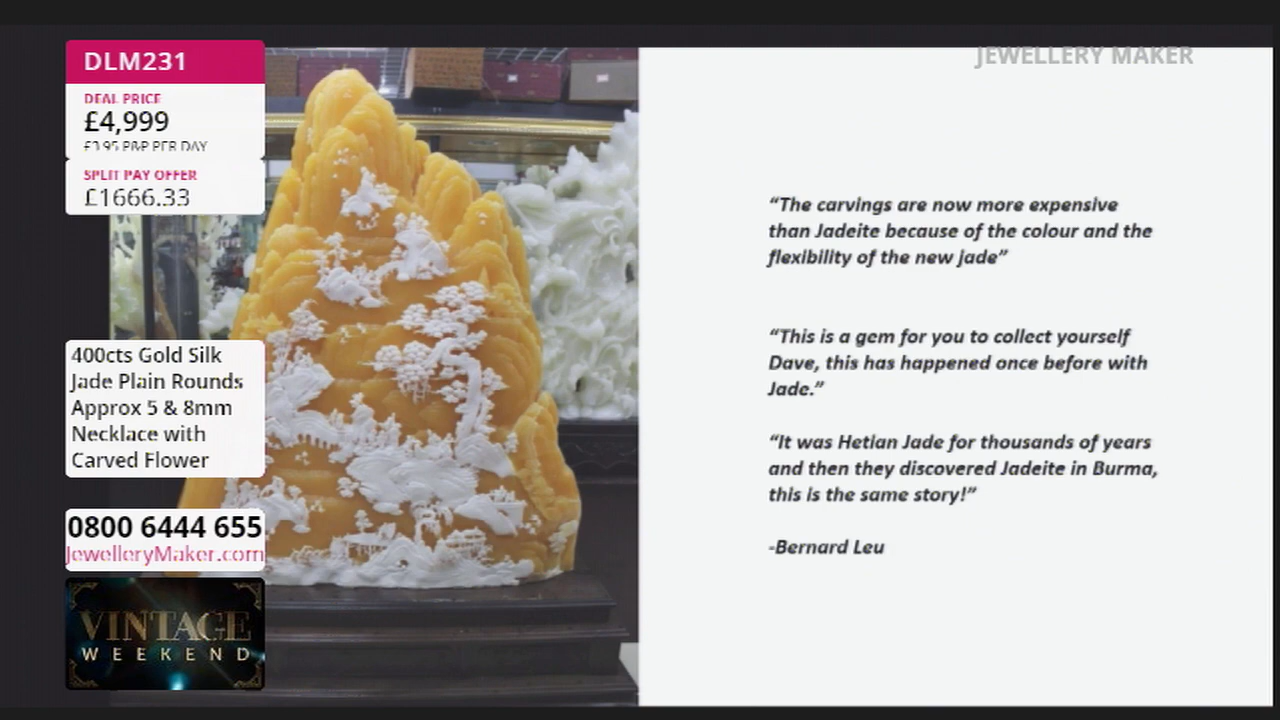 DLM231
DEAL PRICE
£4,999
£3.95 P&P PER DAY
SPLIT PAY OFFER
£1666.33
400cts Gold Silk
Jade Plain Rounds
Approx 5 & 8mm
Necklace with
Carved Flower
0800 6444 655
JewelleryMaker.com
VINTAGE
WEEKEND
JEWELLERY MAKER
“The carvings are now more expensive
than Jadeite because of the colour and the
flexibility of the new jade”
“This is a gem for you to collect yourself
Dave, this has happened once before with
Jade.”
“It was Hetian Jade for thousands of years
and then they discovered Jadeite in Burma,
this is the same story!”
-Bernard Leu